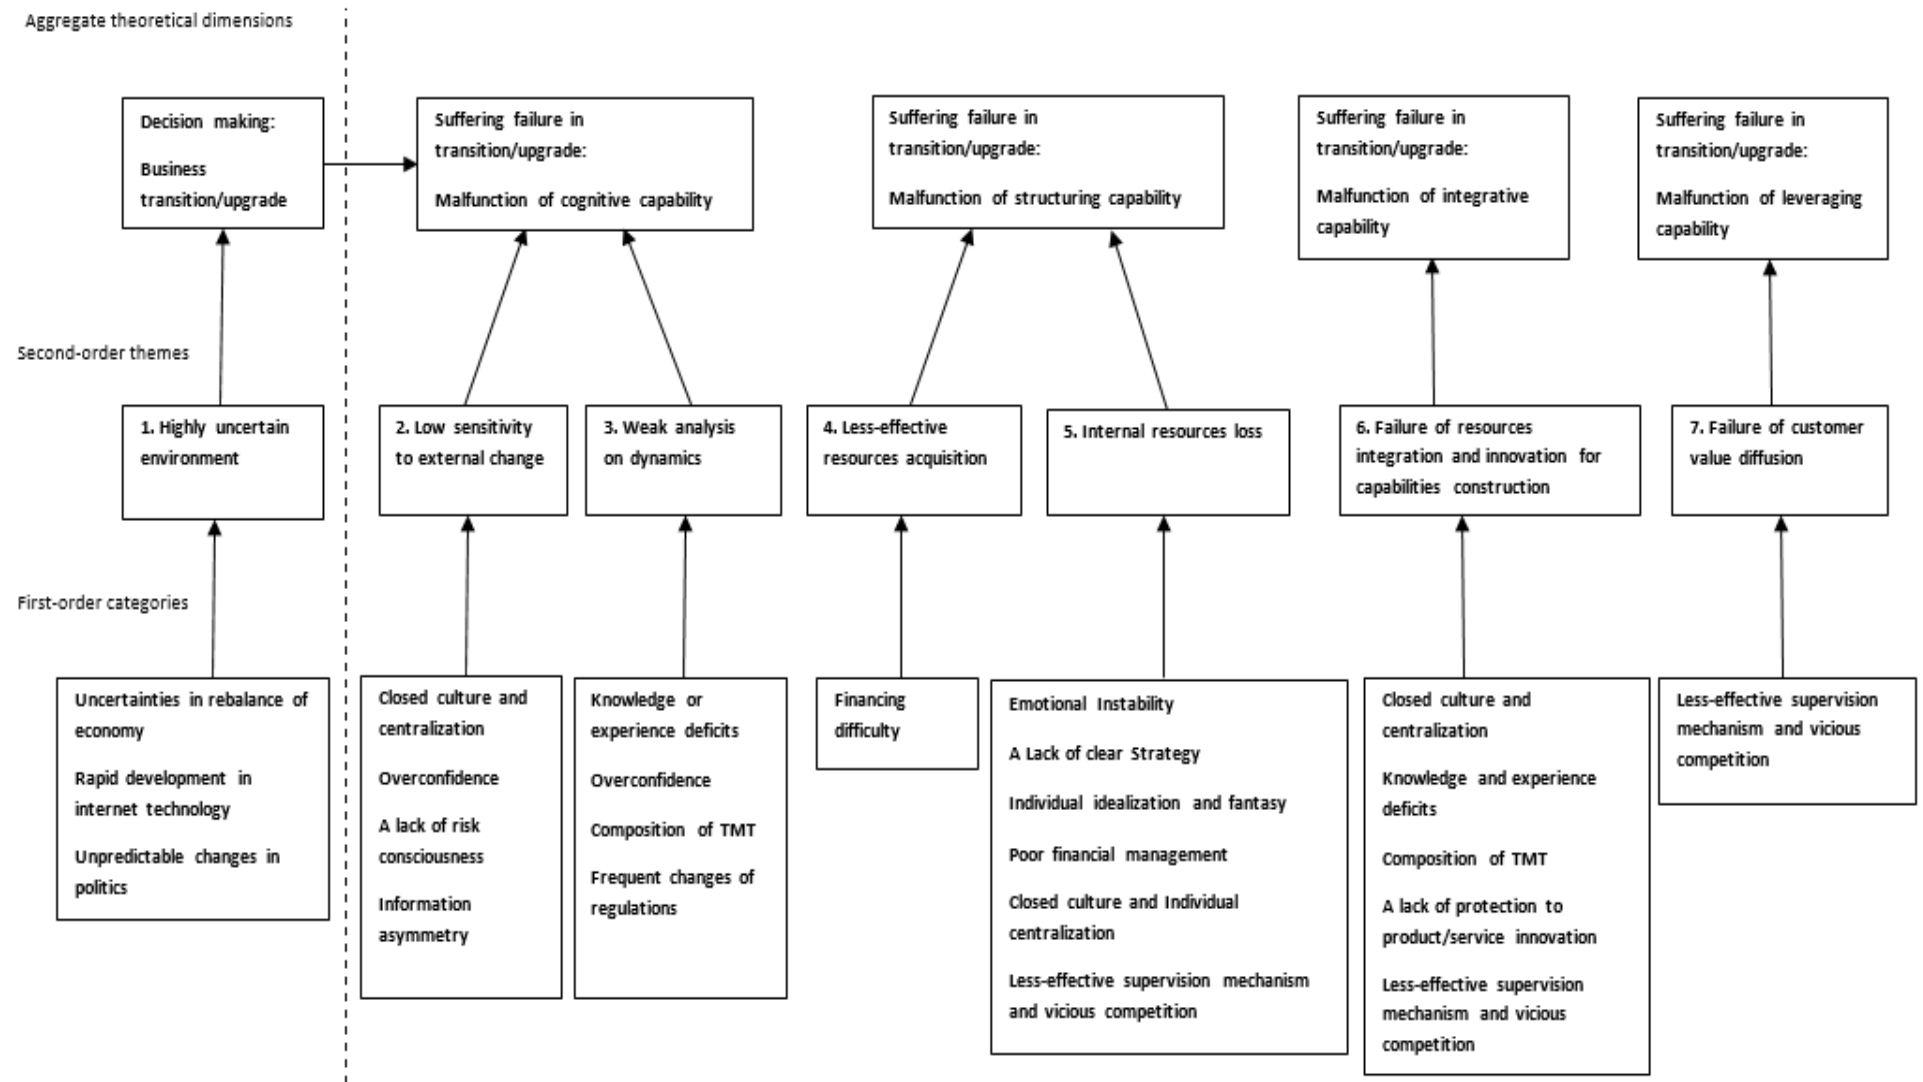 Aggregate theoretical dimensions
Decision making:
Business
transition/upgrade
Suffering failure in
transition/upgrade:
Malfunction of cognitive capability
Suffering failure in
transition/upgrade:
Malfunction of structuring capability
Suffering failure in
transition/upgrade:
Malfunction of integrative
capability
Suffering failure in
transition/upgrade:
Malfunction of leveraging
capability
Second-order themes
1. Highly uncertain
environment
2. Low sensitivity
to external change
3. Weak analysis
on dynamics
4. Less-effective
resources acquisition
5. Internal resources loss
6. Failure of resources
integration and innovation for
capabilities construction
7. Failure of customer
value diffusion
First-order categories
Uncertainties in rebalance of
economy
Rapid development in
internet technology
Unpredictable changes in
politics
Closed culture and
centralization
Overconfidence
A lack of risk
consciousness
Information
asymmetry
Knowledge or
experience deficits
Overconfidence
Composition of TMT
Frequent changes of
regulations
Financing
difficulty
Emotional Instability
A Lack of clear Strategy
Individual idealization and fantasy
Poor financial management
Closed culture and Individual
centralization
Less-effective supervision mechanism
and vicious competition
Closed culture and
centralization
Knowledge and experience
deficits
Composition of TMT
A lack of protection to
product/service innovation
Less-effective supervision
mechanism and vicious
competition
Less-effective supervision
mechanism and vicious
competition